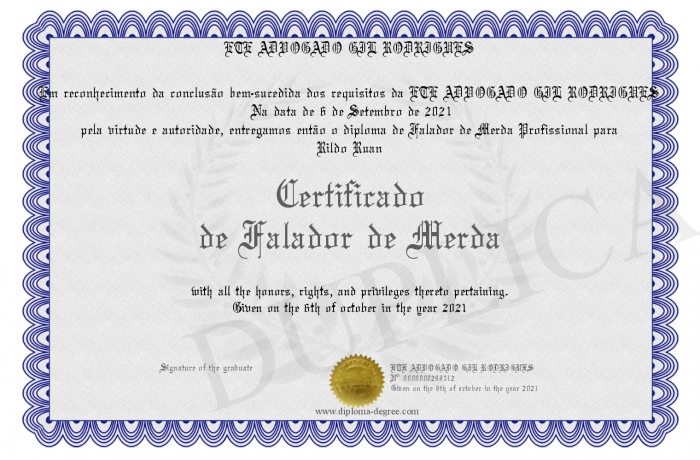 ETE ADVOGADO GIL RODRIGUES
Em reconhecimento da conclusão bem-sucedida dos requisitos da ETE ADVOGADO GIL RODRIGUES
Na data de 6 de Setembro de 2021
pela virtude e autoridade, entregamos então o diploma de Falador de Merda Profissional para
Rildo Ruan
Certificado
de Falador de Merda
DUPLICA
with all the honors, rights, and privileges thereto pertaining.
Given on the 6th of october in the year 2021
Signature of the graduate
ETE ADVOGADO GIL RODRIGUES
N° 0000000298512
Given on the 6th of october in the year 2021
www.diploma-degree.com